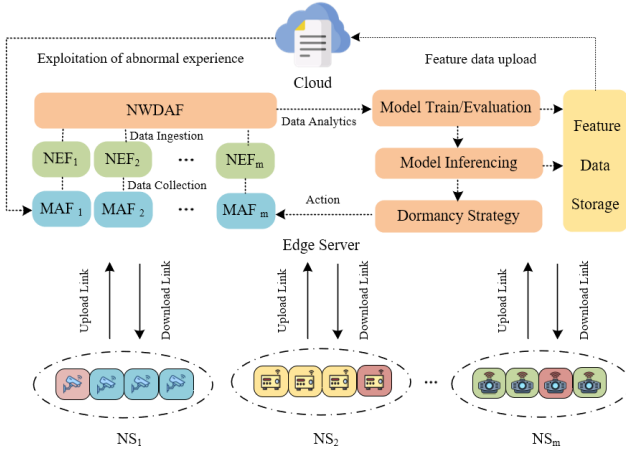 Exploitation of abnormal experience
Feature data upload
Cloud
NWDAF
Data Analytics
Model Train/Evaluation
Data Ingestion
NEF1
NEF2
...
NEFm
Data Collection
MAF 1
MAF 2
...
MAF m
Model Inferencing
Action
Dormancy Strategy
Feature
Data
Storage
Edge Server
Upload Link
Download Link
Upload Link
Download Link
Upload Link
Download Link
...
NS1
NS2
NSm